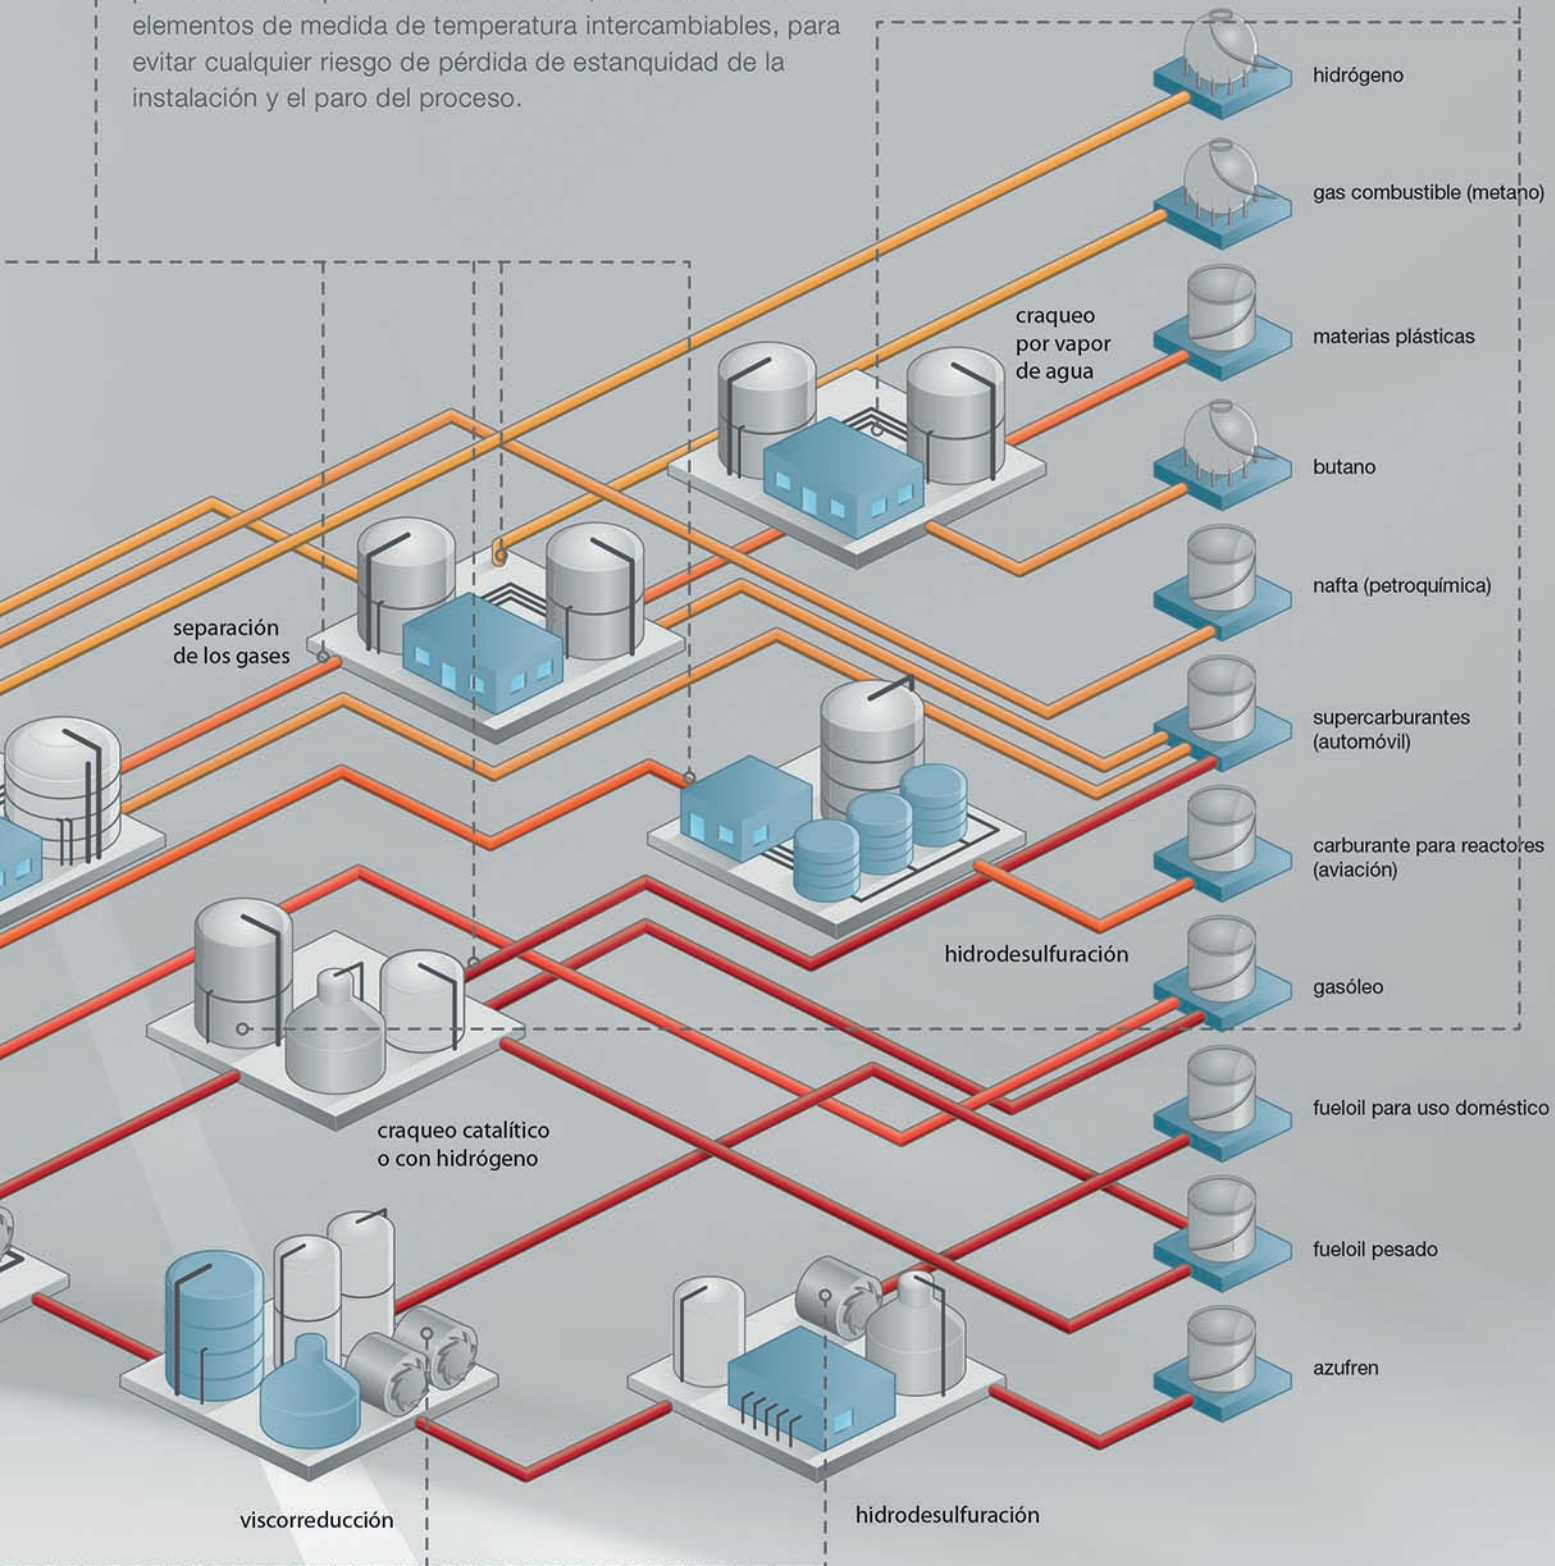 elementos de medida de temperatura intercambiables, para
evitar cualquier riesgo de pérdida de estanquidad de la
instalación y el paro del proceso.
hidrógeno
gas combustible (metano)
craqueo
por vapor
de agua
materias plásticas
butano
nafta (petroquímica)
separación
de los gases
supercarburantes
(automóvil)
carburante para reactores
(aviación)
hidrodesulfuración
gasóleo
craqueo catalítico
o con hidrógeno
fueloil para uso doméstico
fueloil pesado
azufren
viscorreducción
hidrodesulfuración